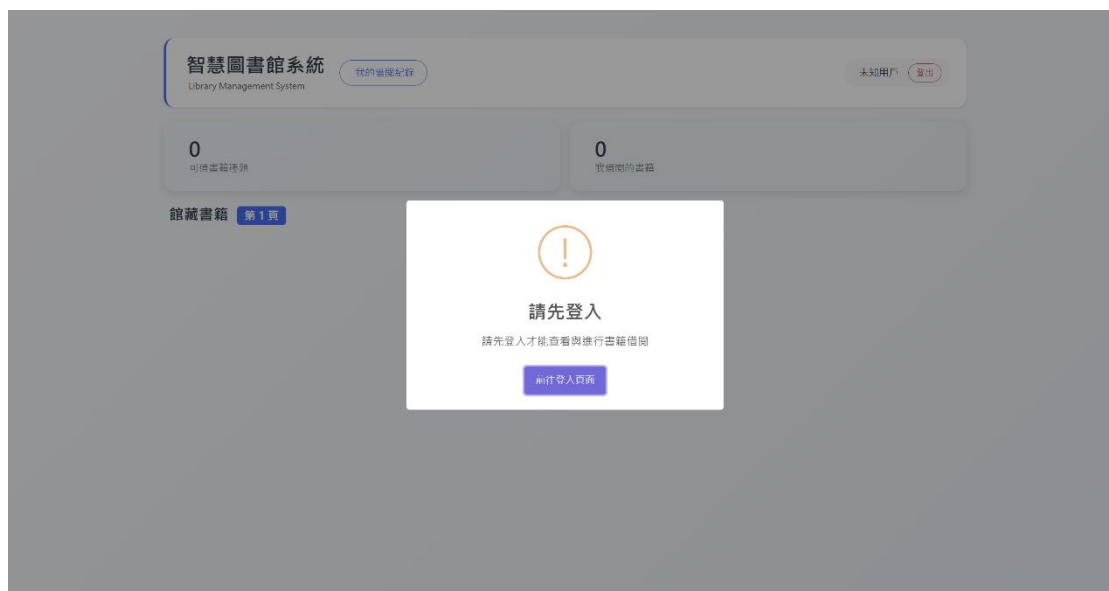 智慧圖書館系統
我的借閱紀錄
Library Management System
未知用戶
登出
0
可借書籍種類
0
我借閱的書籍
館藏書籍 第 1 頁
請先登入
請先登入才能查看與進行書籍借閱
前往登入頁面